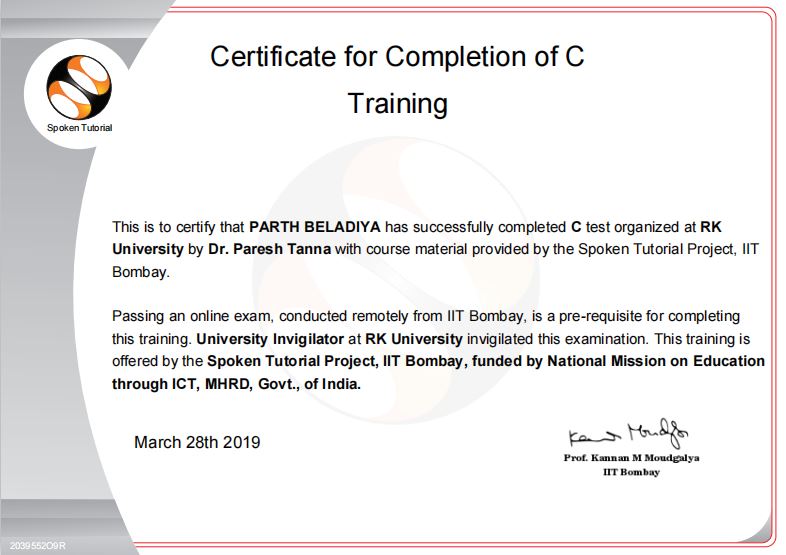 Certificate for Completion of C
Training
Spoken Tutorial
This is to certify that PARTH BELADIYA has successfully completed C test organized at RK
University by Dr. Paresh Tanna with course material provided by the Spoken Tutorial Project, IIT
Bombay.
Passing an online exam, conducted remotely from IIT Bombay, is a pre-requisite for completing
this training. University Invigilator at RK University invigilated this examination. This training is
offered by the Spoken Tutorial Project, IIT Bombay, funded by National Mission on Education
through ICT, MHRD, Govt., of India.
March 28th 2019
Prof. Kannan M Moudgalya
IIT Bombay
2039552O9R